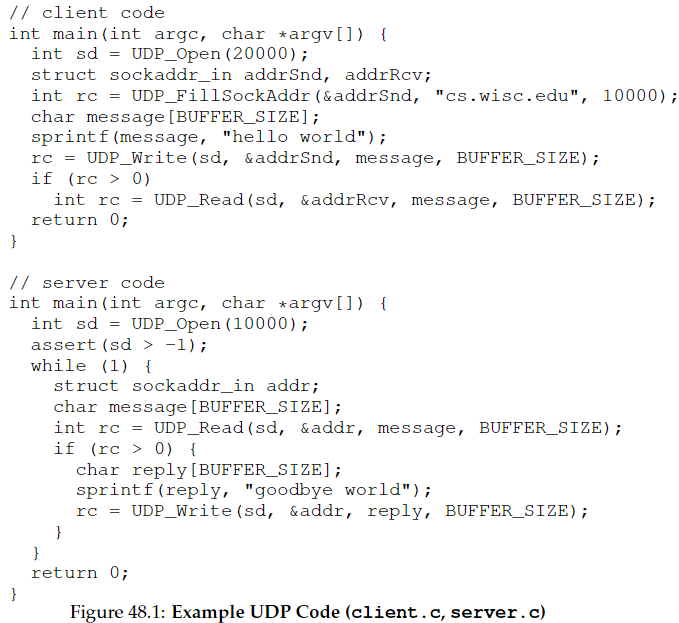 // client code
int main(int argc, char *argv[]) {
  int sd = UDP_Open(20000);
  struct sockaddr_in addrSnd, addrRcv;
  int rc = UDP_FillSockAddr(&addrSnd, "cs.wisc.edu", 10000);
  char message[BUFFER_SIZE];
  sprintf(message, "hello world");
  rc = UDP_Write(sd, &addrSnd, message, BUFFER_SIZE);
  if (rc > 0)
    int rc = UDP_Read(sd, &addrRcv, message, BUFFER_SIZE);
  return 0;
}

// server code
int main(int argc, char *argv[]) {
  int sd = UDP_Open(10000);
  assert(sd > -1);
  while (1) {
    struct sockaddr_in addr;
    char message[BUFFER_SIZE];
    int rc = UDP_Read(sd, &addr, message, BUFFER_SIZE);
    if (rc > 0) {
      char reply[BUFFER_SIZE];
      sprintf(reply, "goodbye world");
      rc = UDP_Write(sd, &addr, reply, BUFFER_SIZE);
    }
  }
  return 0;
}
Figure 48.1: Example UDP Code (client.c, server.c)